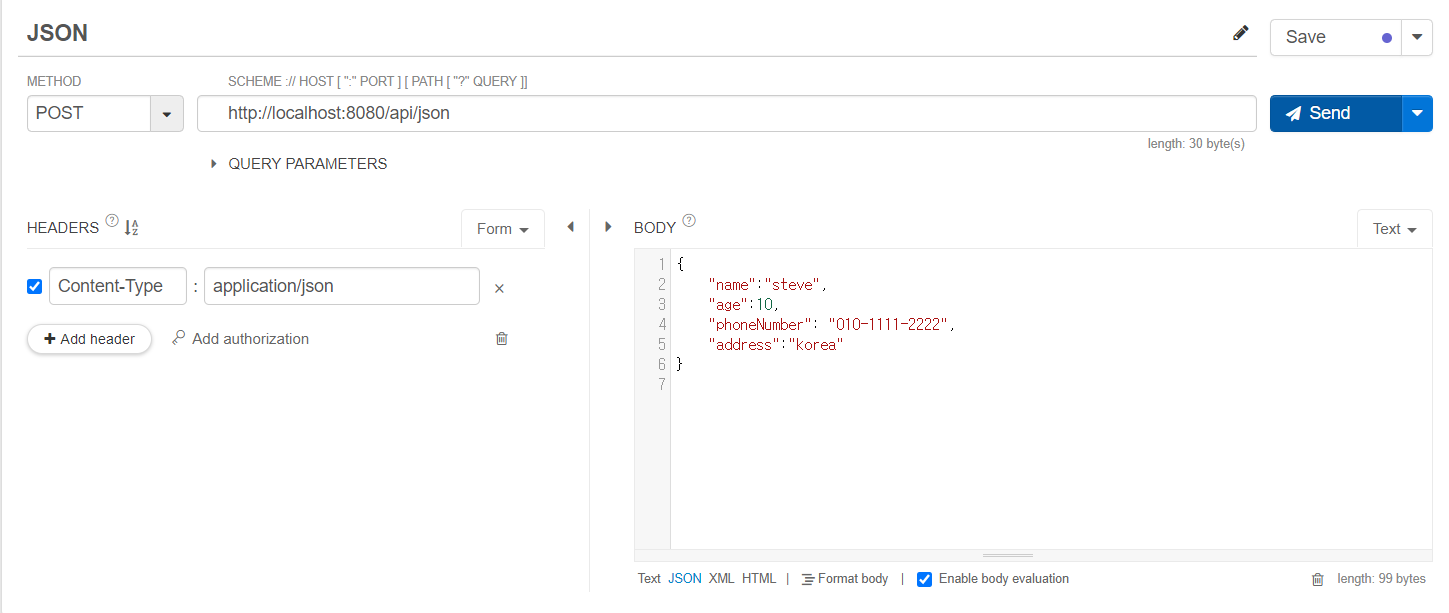 JSON
Save
METHOD
SCHEME :// HOST [ ":" PORT ] [ PATH [ "?" QUERY ]]
POST
http://localhost:8080/api/json
Send
length: 30 byte(s)
QUERY PARAMETERS
HEADERS ? A Z
Form
BODY ?
Text
Content-Type : application/json ×
+ Add header
Add authorization
1 {
2 "name":"steve",
3 "age":10,
4 "phoneNumber": "010-1111-2222",
5 "address":"korea"
6 }
7
Text JSON XML HTML | Format body | Enable body evaluation
length: 99 bytes